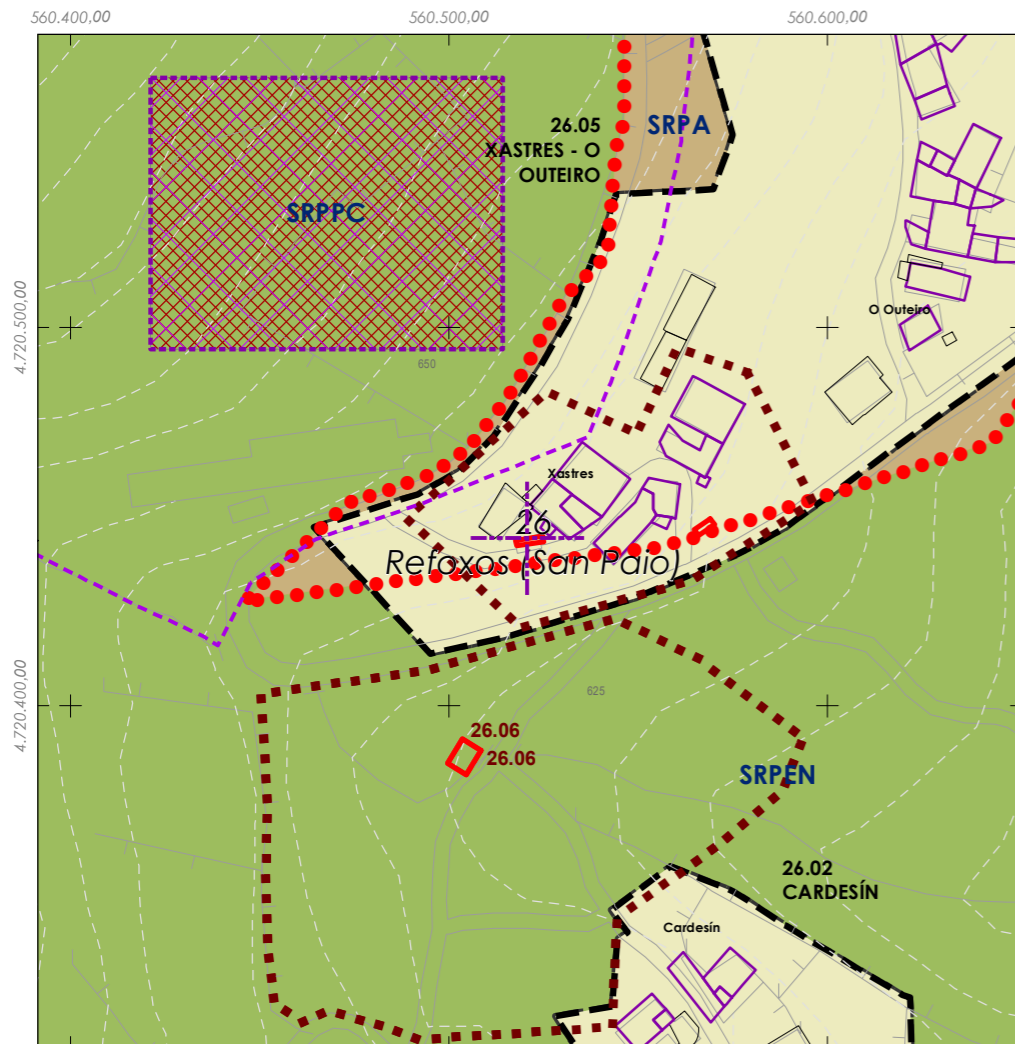 560.400,00
560.500,00
560.600,00
26.05
XASTRES - O
OUTEIRO
SRPA
SRPPC
4.720.500,00
O Outeiro
650
Xastres
26
Refoxos (San Paio)
4.720.400,00
625
26.06
26.06
SRPEN
26.02
CARDESÍN
Cardesín